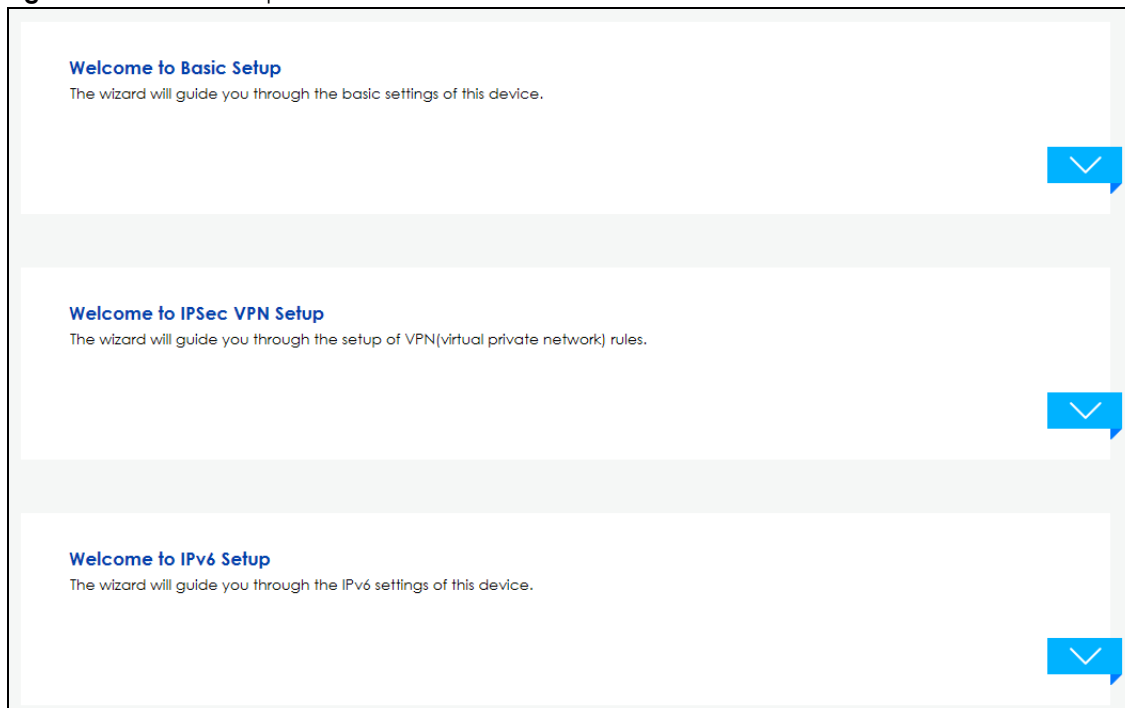 Welcome to Basic Setup
The wizard will guide you through the basic settings of this device.
Welcome to IPSec VPN Setup
The wizard will guide you through the setup of VPN(virtual private network) rules.
Welcome to IPv6 Setup
The wizard will guide you through the IPv6 settings of this device.